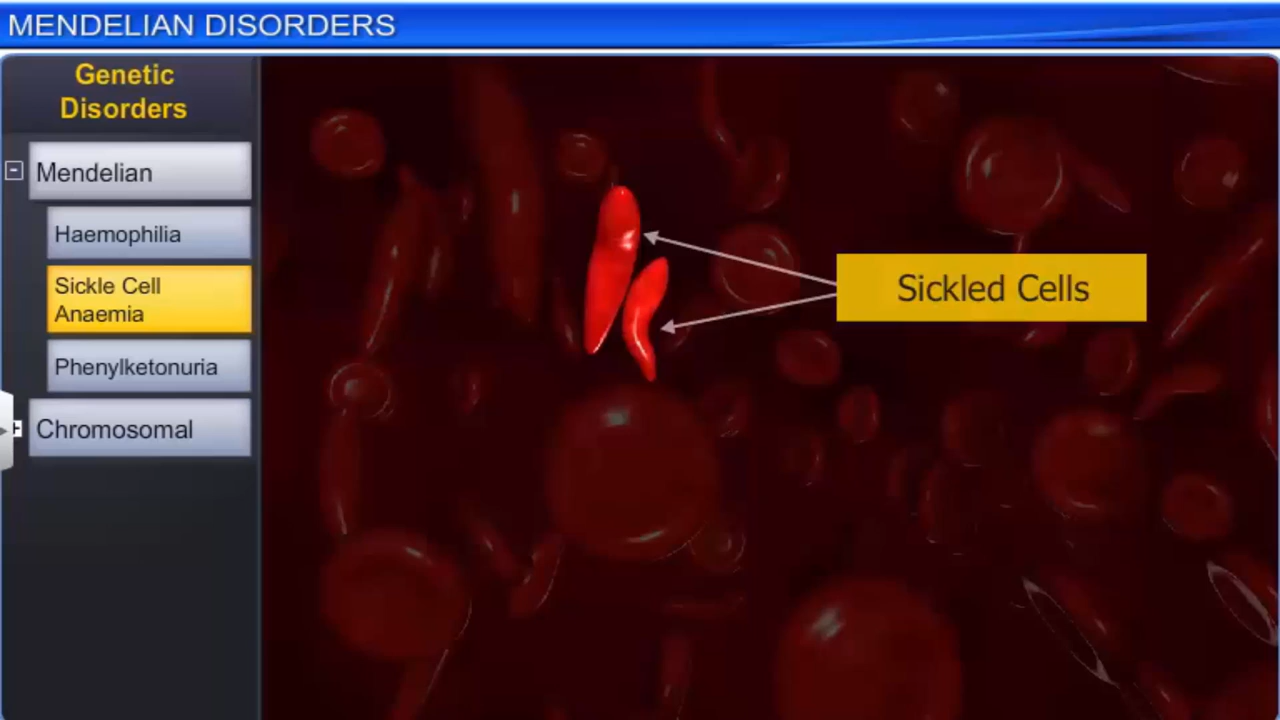 MENDELIAN DISORDERS
Genetic
Disorders
Mendelian
Haemophilia
Sickle Cell
Anaemia
Phenylketonuria
Chromosomal
Sickled Cells